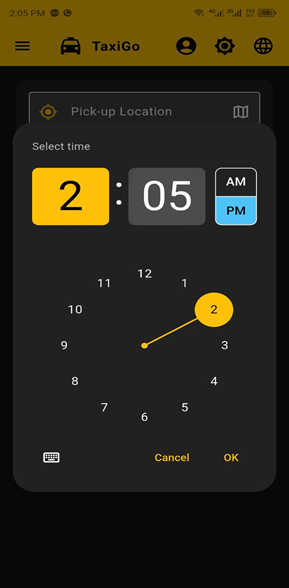 2:05 PM
TaxiGo
Pick-up Location
Select time
2 : 05
AM
PM
12
11 1
10 2
9 3
8 4
7 5
6
Cancel OK